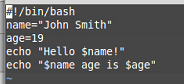 #!/bin/bash
name="John Smith"
age=19
echo "Hello $name!"
echo "$name age is $age"
~